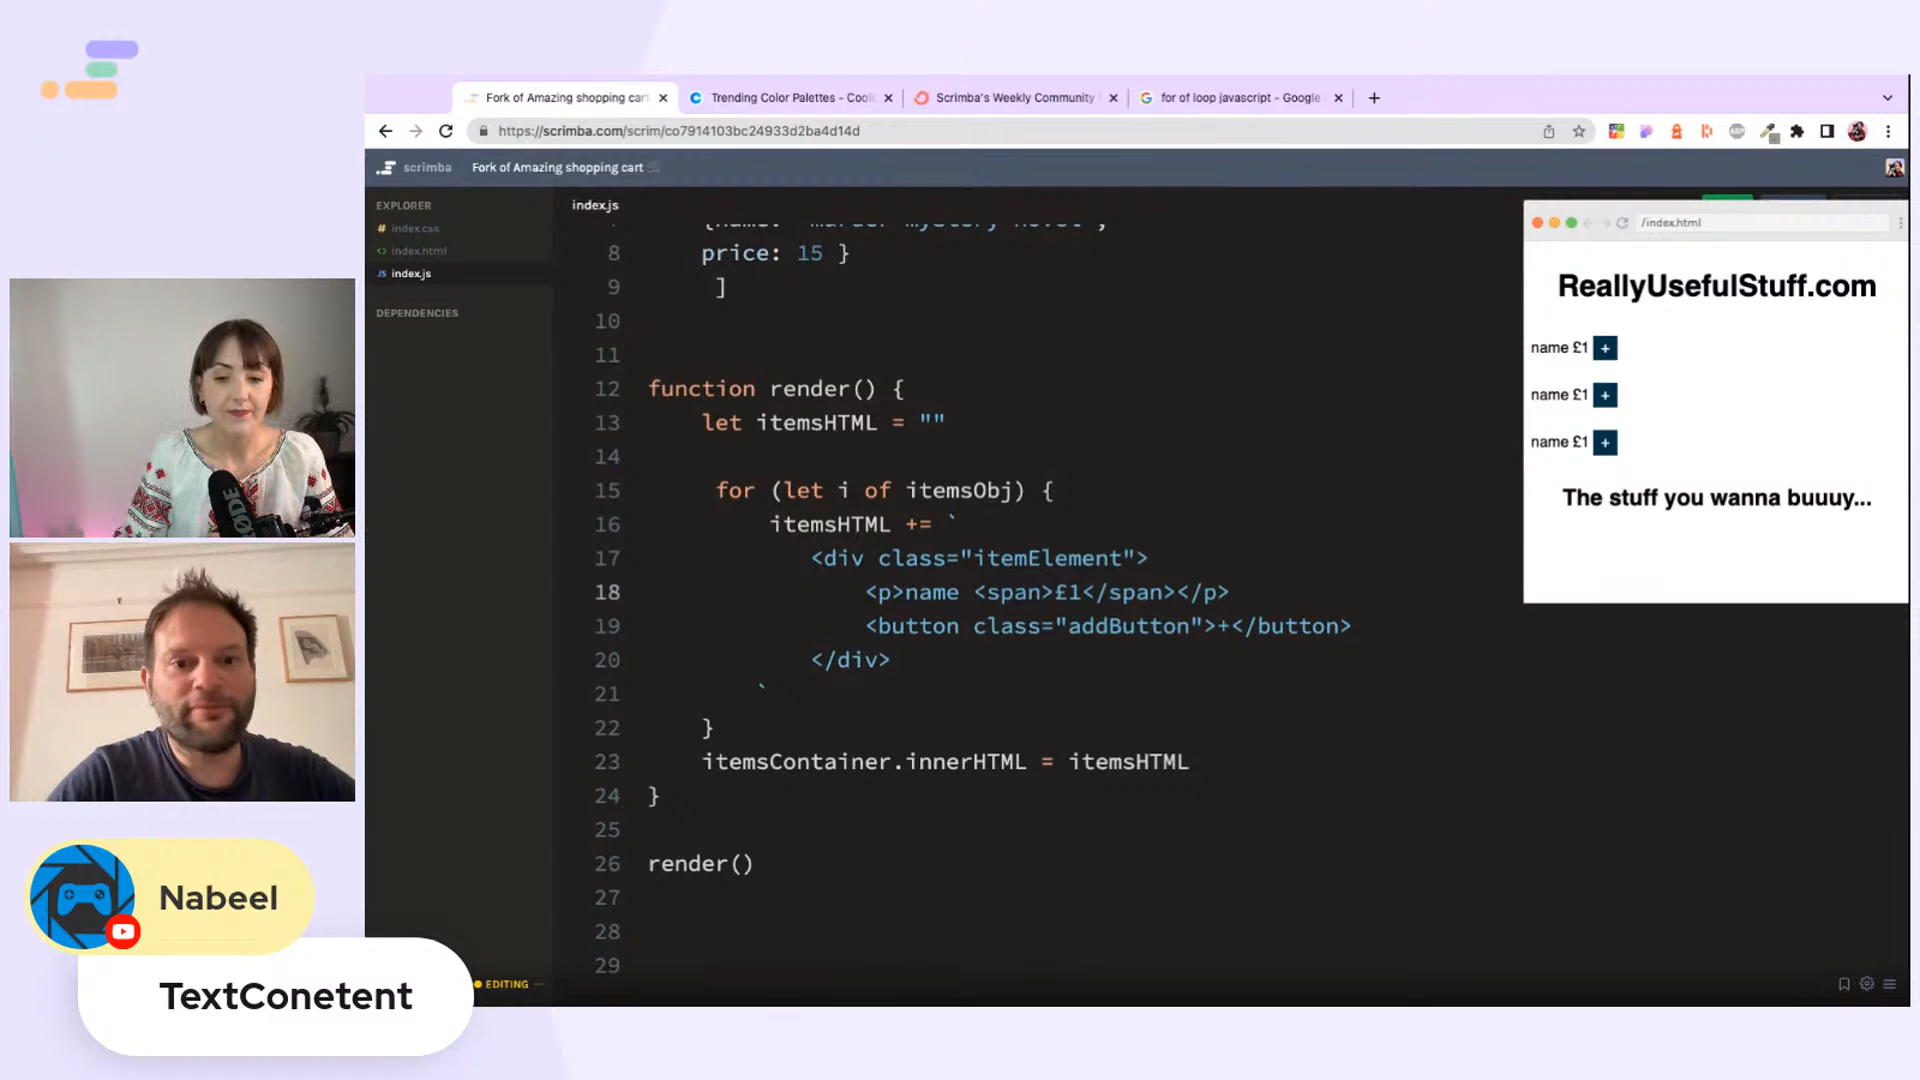 Fork of Amazing shopping cart
Trending Color Palettes - Cool
Scrimba's Weekly Community
for of loop javascript - Google
https://scrimba.com/scrim/co7914103bc24933d2ba4d14d
scrimba Fork of Amazing shopping cart
EXPLORER
index.css
index.html
JS index.js
DEPENDENCIES
index.js
8 price: 15 }
9 ]
10
11
12 function render() {
13 let itemsHTML = ""
14
15 for (let i of itemsObj) {
16 itemsHTML += `
17 <div class="itemElement">
18 <p>name <span>£1</span></p>
19 <button class="addButton">+</button>
20 </div>
21 `
22 }
23 itemsContainer.innerHTML = itemsHTML
24 }
25
26 render()
27
28
29
EDITING
/index.html
ReallyUsefulStuff.com
name £1 +
name £1 +
name £1 +
The stuff you wanna buuuy...
RØDE
Nabeel
TextConetent